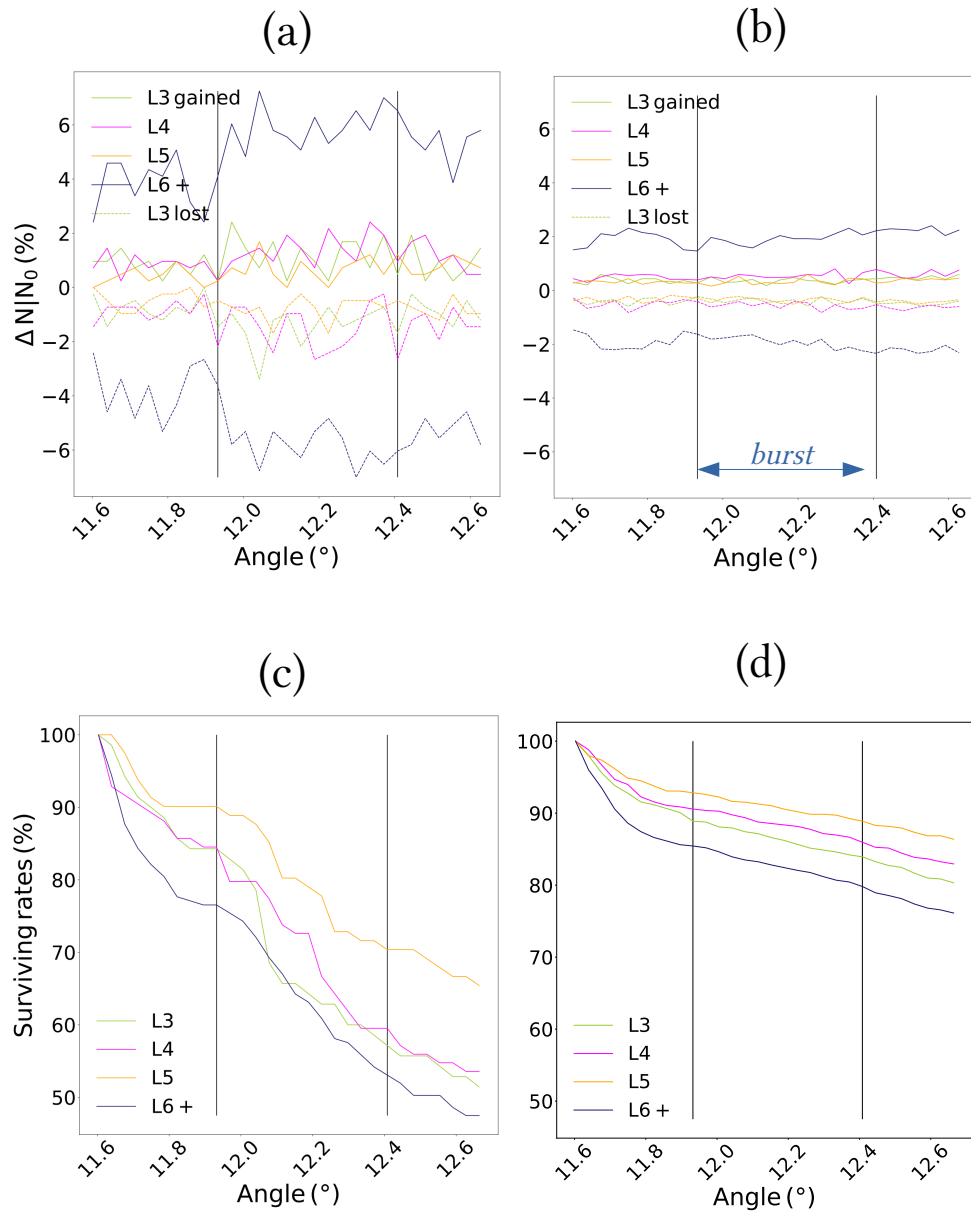 (a)
L3 gained
L4
L5
L6 +
L3 lost
6
4
2
0
−2
−4
−6
Δ N|N₀ (%)
11.6
11.8
12.0
12.2
12.4
12.6
Angle (°)
(b)
L3 gained
L4
L5
L6 +
L3 lost
6
4
2
0
−2
−4
−6
burst
11.6
11.8
12.0
12.2
12.4
12.6
Angle (°)
(c)
100
90
80
70
60
50
Surviving rates (%)
L3
L4
L5
L6 +
11.6
11.8
12.0
12.2
12.4
12.6
Angle (°)
(d)
100
90
80
70
60
50
L3
L4
L5
L6 +
11.6
11.8
12.0
12.2
12.4
12.6
Angle (°)